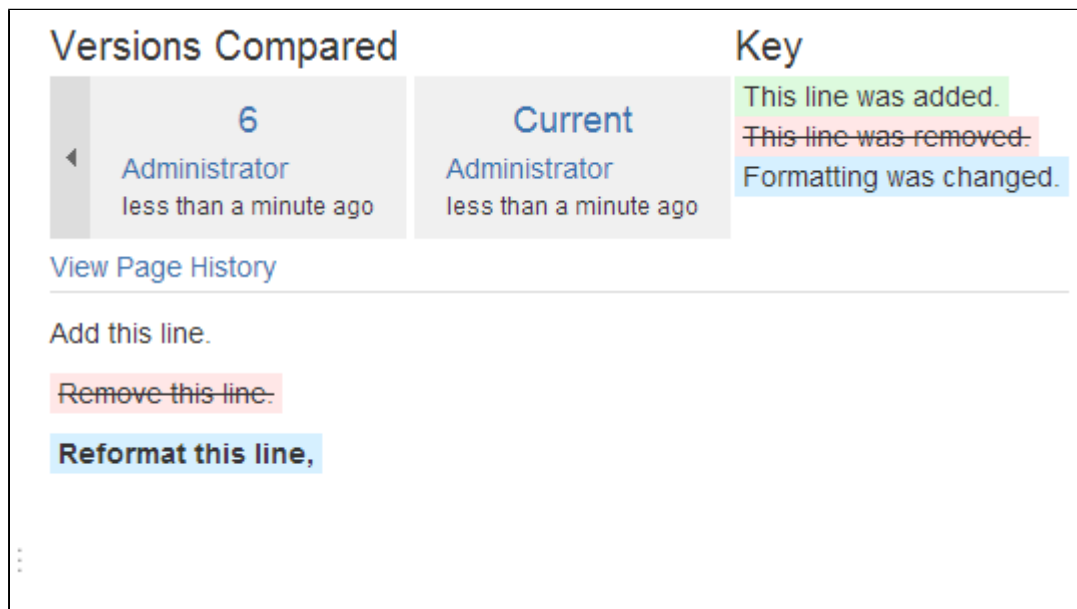 Versions Compared
6
Administrator
less than a minute ago
Current
Administrator
less than a minute ago
Key
This line was added.
This line was removed.
Formatting was changed.
View Page History
Add this line.
Remove this line.
Reformat this line,